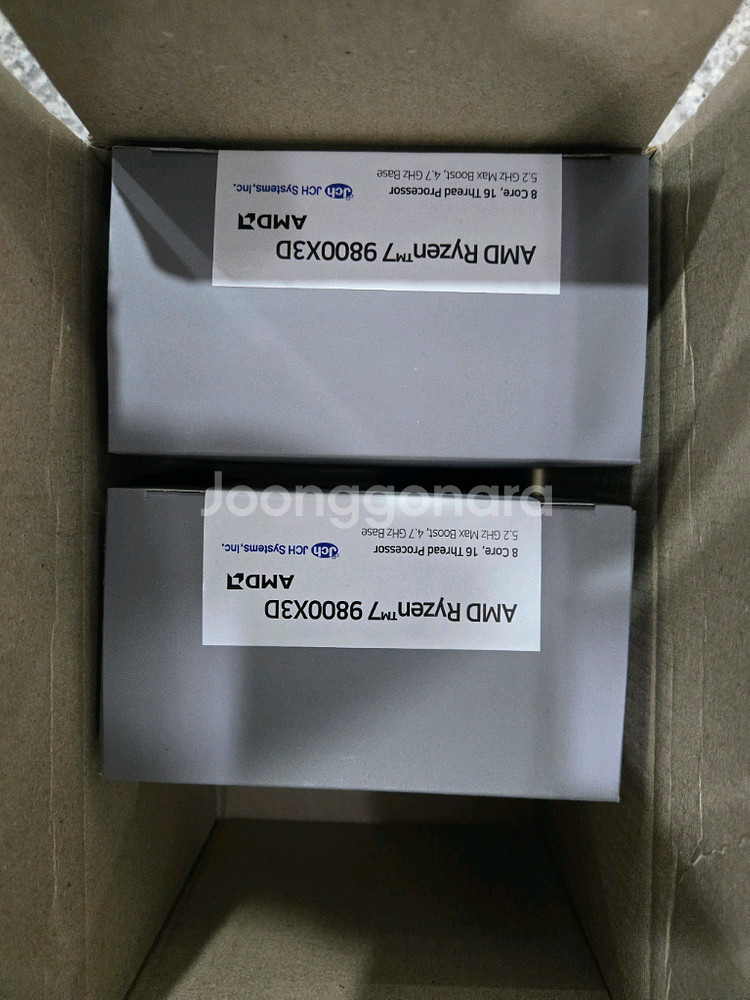 AMD Ryzen™7 9800X3D
AMD
8 Core, 16 Thread Processor
Jch JCH Systems,Inc.
5.2 GHz Max Boost, 4.7 GHz Base
Joonggonara
AMD Ryzen™7 9800X3D
AMD
8 Core, 16 Thread Processor
Jch JCH Systems,Inc.
5.2 GHz Max Boost, 4.7 GHz Base